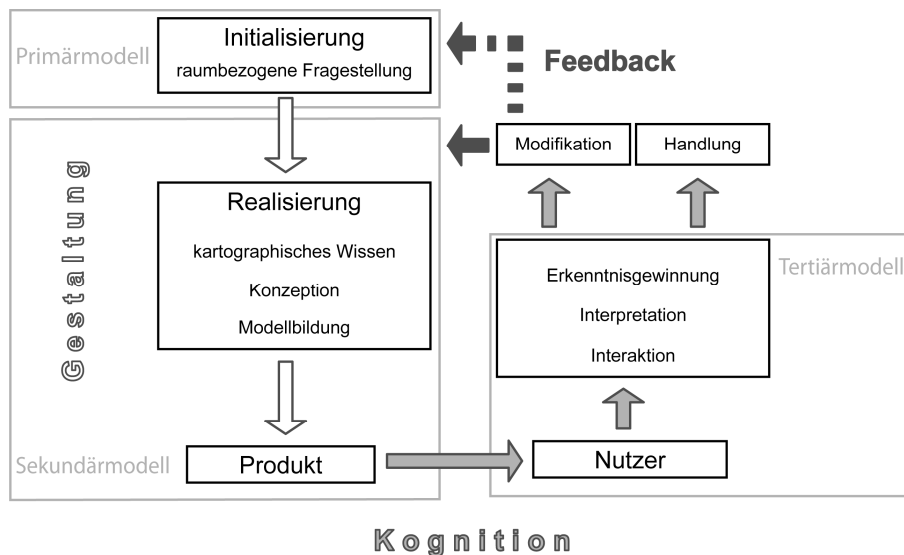 Primärmodell
Initialisierung
raumbezogene Fragestellung
Feedback
Modifikation
Handlung
Gestaltung
Realisierung
kartographisches Wissen
Konzeption
Modellbildung
Tertiärmodell
Erkenntnisgewinnung
Interpretation
Interaktion
Sekundärmodell
Produkt
Nutzer
Kognition